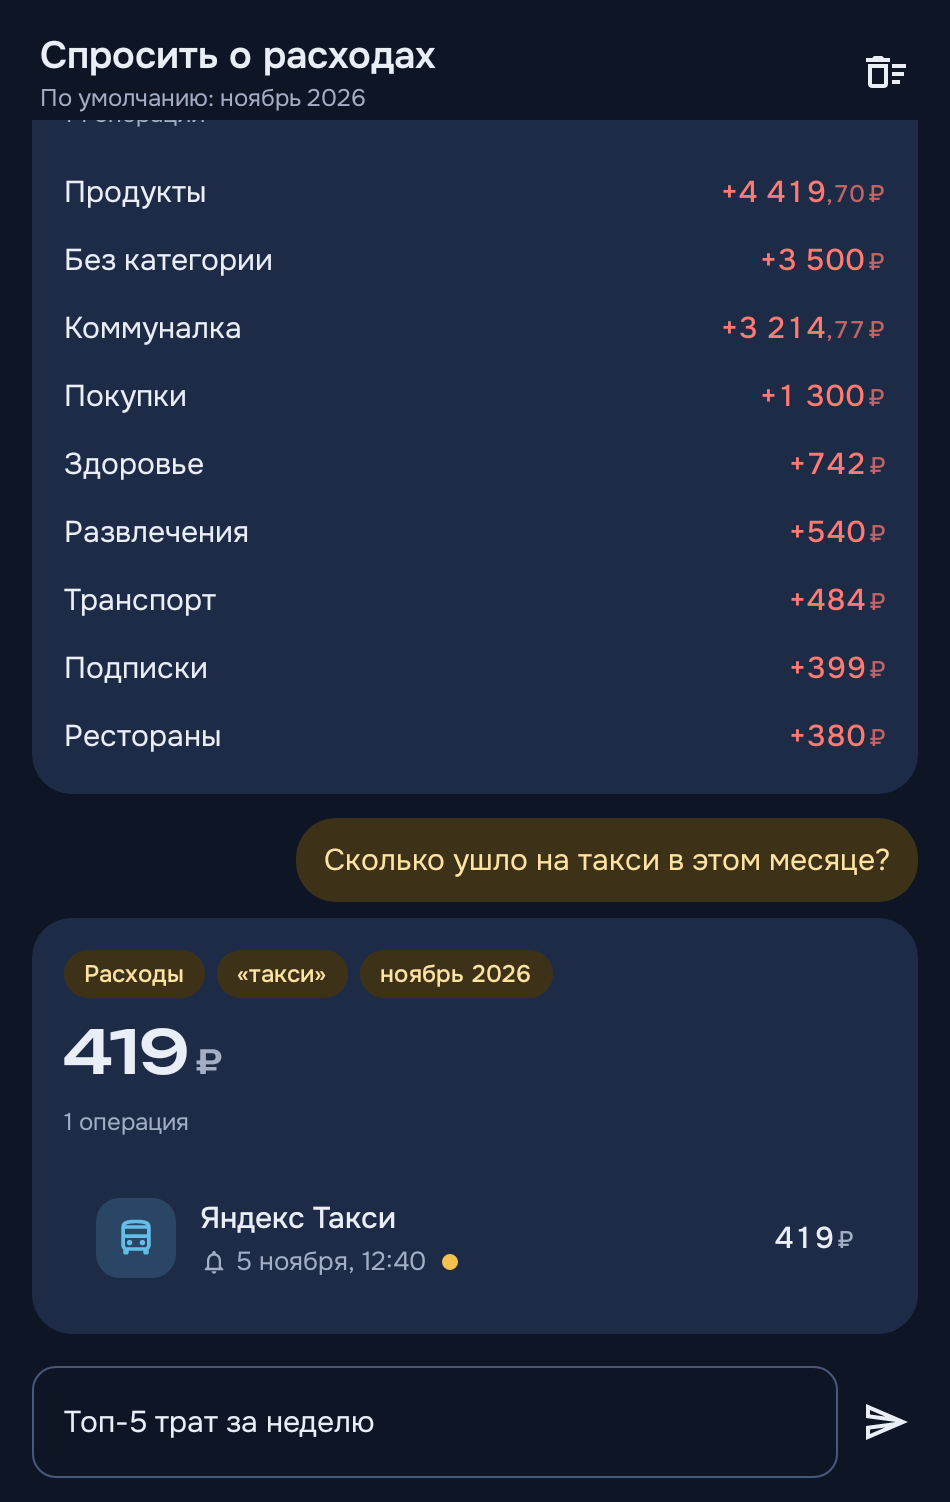 Спросить о расходах
По умолчанию: ноябрь 2026
Продукты +4 419,70 ₽
Без категории +3 500 ₽
Коммуналка +3 214,77 ₽
Покупки +1 300 ₽
Здоровье +742 ₽
Развлечения +540 ₽
Транспорт +484 ₽
Подписки +399 ₽
Рестораны +380 ₽
Сколько ушло на такси в этом месяце?
Расходы «такси» ноябрь 2026
419 ₽
1 операция
Яндекс Такси
5 ноября, 12:40
419 ₽
Топ-5 трат за неделю